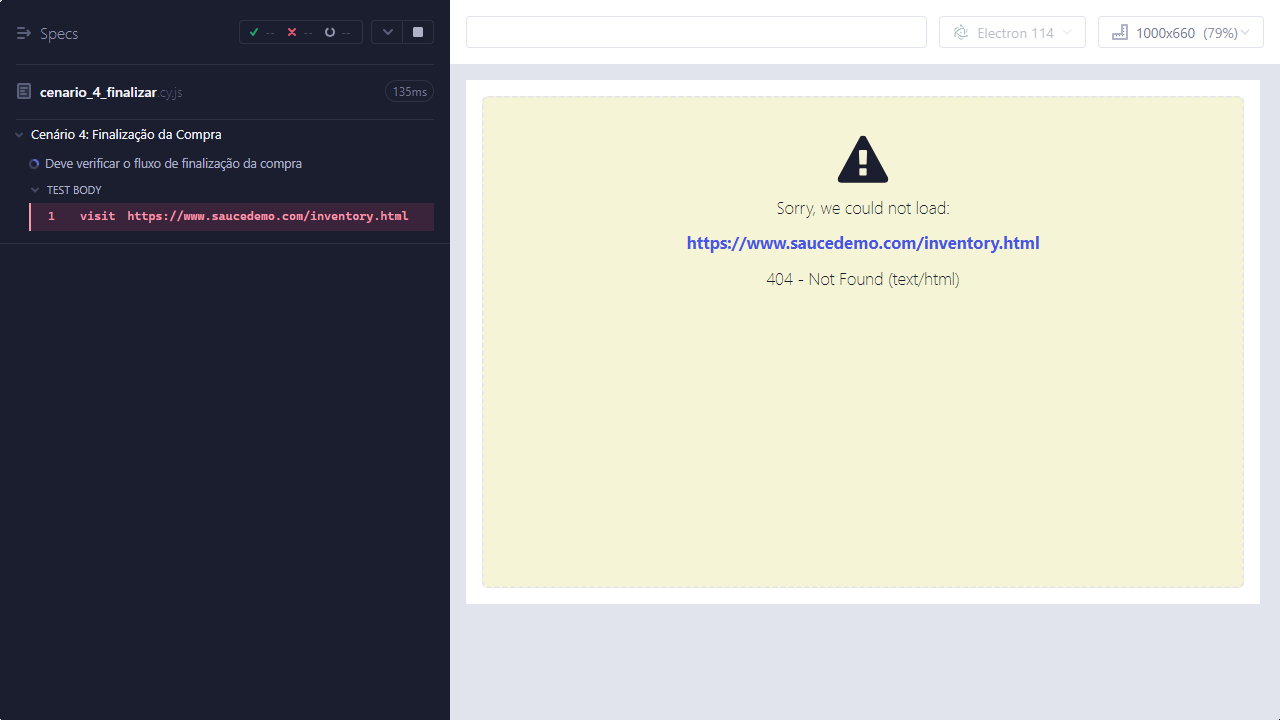 Specs
-- -- --
cenario_4_finalizar.cy.js 135ms
Cenário 4: Finalização da Compra
Deve verificar o fluxo de finalização da compra
TEST BODY
1 visit https://www.saucedemo.com/inventory.html
Electron 114
1000x660 (79%)
Sorry, we could not load:
https://www.saucedemo.com/inventory.html
404 - Not Found (text/html)